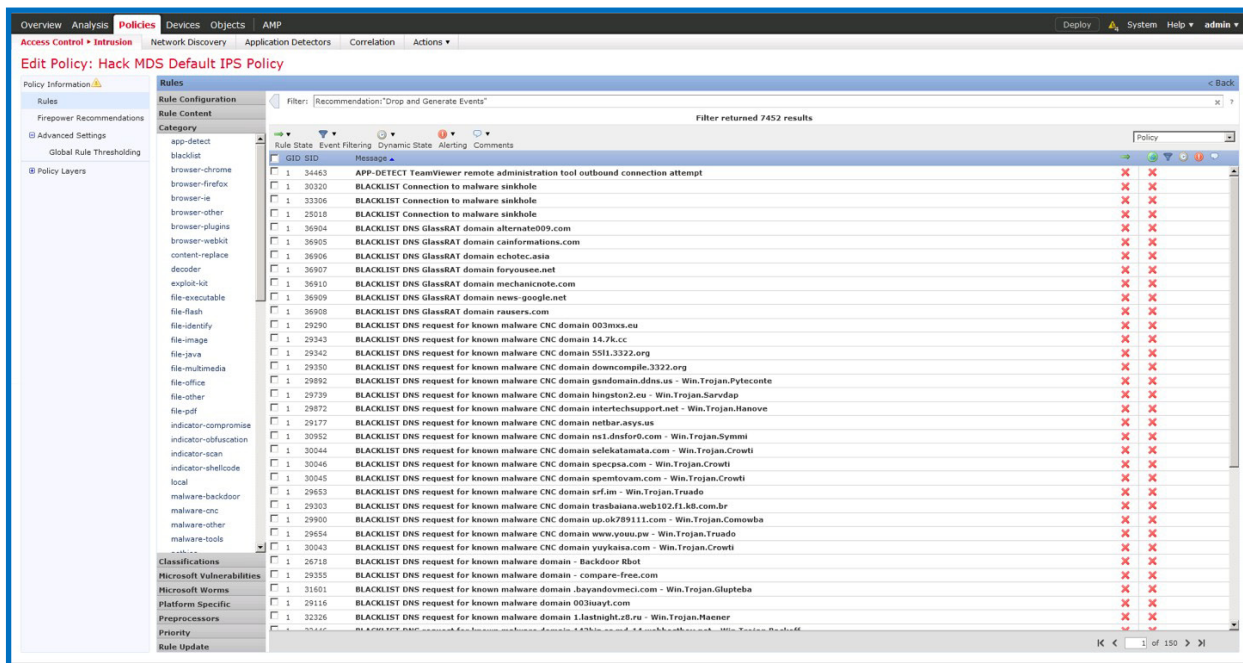 Overview Analysis Policies Devices Objects AMP Deploy System Help ▾ admin ▾
Access Control ▸ Intrusion Network Discovery Application Detectors Correlation Actions ▾
Edit Policy: Hack MDS Default IPS Policy
Policy Information
Rules
Firepower Recommendations
Advanced Settings
Global Rule Thresholding
Policy Layers
Rules < Back
Rule Configuration
Rule Content
Category
app-detect
blacklist
browser-chrome
browser-firefox
browser-ie
browser-other
browser-plugins
browser-webkit
content-replace
decoder
exploit-kit
file-executable
file-flash
file-identify
file-image
file-java
file-multimedia
file-office
file-other
file-pdf
indicator-compromise
indicator-obfuscation
indicator-scan
indicator-shellcode
local
malware-backdoor
malware-cnc
malware-other
malware-tools
Classifications
Microsoft Vulnerabilities
Microsoft Worms
Platform Specific
Preprocessors
Priority
Rule Update
Filter: Recommendation:"Drop and Generate Events" x ?
Filter returned 7452 results
Rule State Event Filtering Dynamic State Alerting Comments
Policy
GID SID Message
1 34463 APP-DETECT TeamViewer remote administration tool outbound connection attempt
1 30320 BLACKLIST Connection to malware sinkhole
1 33306 BLACKLIST Connection to malware sinkhole
1 25018 BLACKLIST Connection to malware sinkhole
1 36904 BLACKLIST DNS GlassRAT domain alternate009.com
1 36905 BLACKLIST DNS GlassRAT domain cainformations.com
1 36906 BLACKLIST DNS GlassRAT domain echotec.asia
1 36907 BLACKLIST DNS GlassRAT domain foryousee.net
1 36910 BLACKLIST DNS GlassRAT domain mechanicnote.com
1 36909 BLACKLIST DNS GlassRAT domain news-google.net
1 36908 BLACKLIST DNS GlassRAT domain rausers.com
1 29290 BLACKLIST DNS request for known malware CNC domain 003mxs.eu
1 29343 BLACKLIST DNS request for known malware CNC domain 14.7k.cc
1 29342 BLACKLIST DNS request for known malware CNC domain 55l1.3322.org
1 29350 BLACKLIST DNS request for known malware CNC domain downcompile.3322.org
1 29892 BLACKLIST DNS request for known malware CNC domain gsndomain.ddns.us - Win.Trojan.Pyteconte
1 29739 BLACKLIST DNS request for known malware CNC domain hingston2.eu - Win.Trojan.Sarvdap
1 29872 BLACKLIST DNS request for known malware CNC domain intertechsupport.net - Win.Trojan.Hanove
1 29177 BLACKLIST DNS request for known malware CNC domain netbar.asys.us
1 30952 BLACKLIST DNS request for known malware CNC domain ns1.dnsfor0.com - Win.Trojan.Symmi
1 30044 BLACKLIST DNS request for known malware CNC domain selekatamata.com - Win.Trojan.Crowti
1 30046 BLACKLIST DNS request for known malware CNC domain specpsa.com - Win.Trojan.Crowti
1 30045 BLACKLIST DNS request for known malware CNC domain spemtovam.com - Win.Trojan.Crowti
1 29653 BLACKLIST DNS request for known malware CNC domain srf.im - Win.Trojan.Truado
1 29303 BLACKLIST DNS request for known malware CNC domain trasbaiana.web102.f1.k8.com.br
1 29900 BLACKLIST DNS request for known malware CNC domain up.ok789111.com - Win.Trojan.Comowba
1 29654 BLACKLIST DNS request for known malware CNC domain www.youu.pw - Win.Trojan.Truado
1 30043 BLACKLIST DNS request for known malware CNC domain yuykaisa.com - Win.Trojan.Crowti
1 26718 BLACKLIST DNS request for known malware domain - Backdoor Rbot
1 29355 BLACKLIST DNS request for known malware domain - compare-free.com
1 31601 BLACKLIST DNS request for known malware domain .bayandovmeci.com - Win.Trojan.Glupteba
1 29116 BLACKLIST DNS request for known malware domain 003iuayt.com
1 32326 BLACKLIST DNS request for known malware domain 1.lastnight.z8.ru - Win.Trojan.Maener
1 of 150